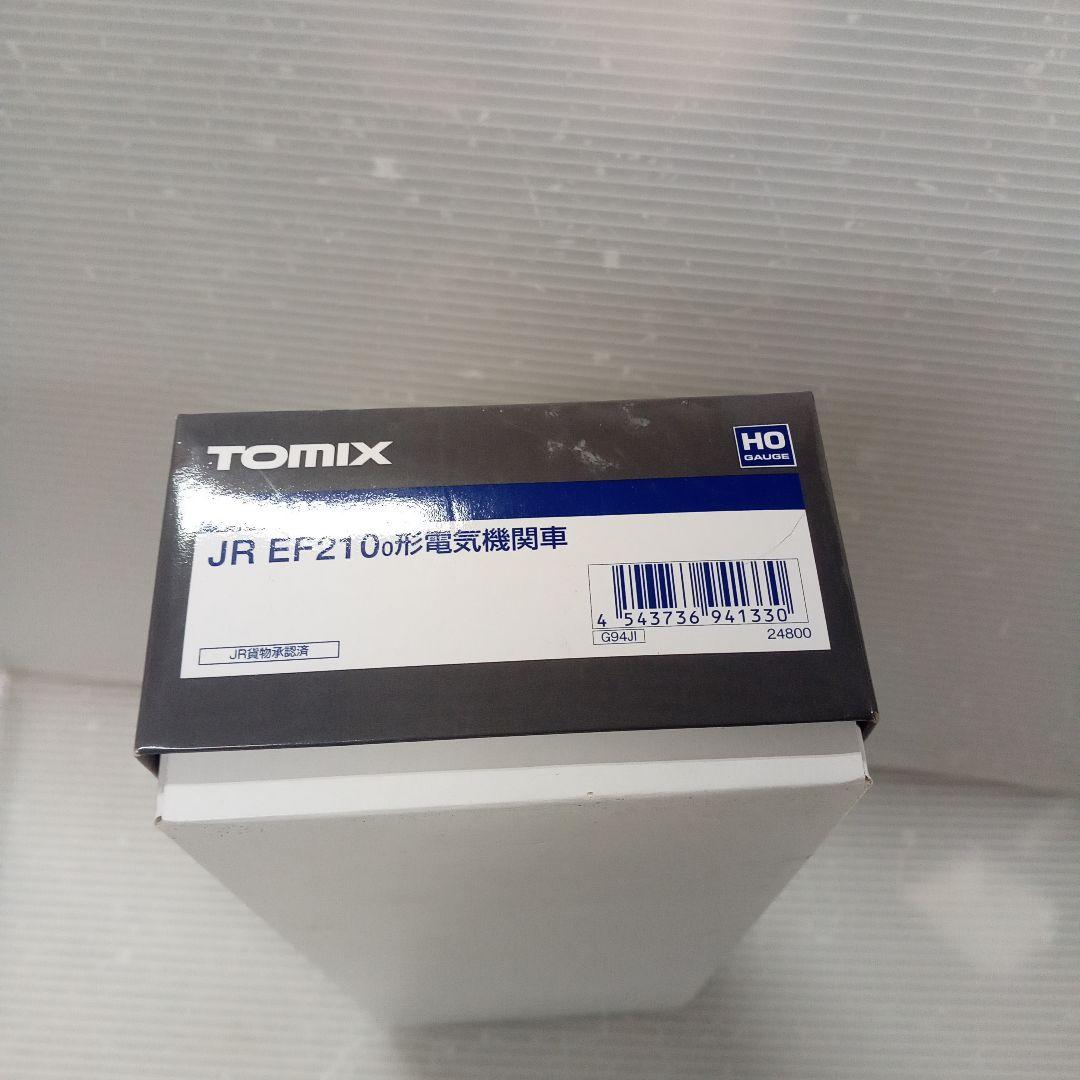 TOMIX
HO
GAUGE
JR EF210₀形電気機関車
4 543736 941330
G94JI
24800
JR貨物承認済